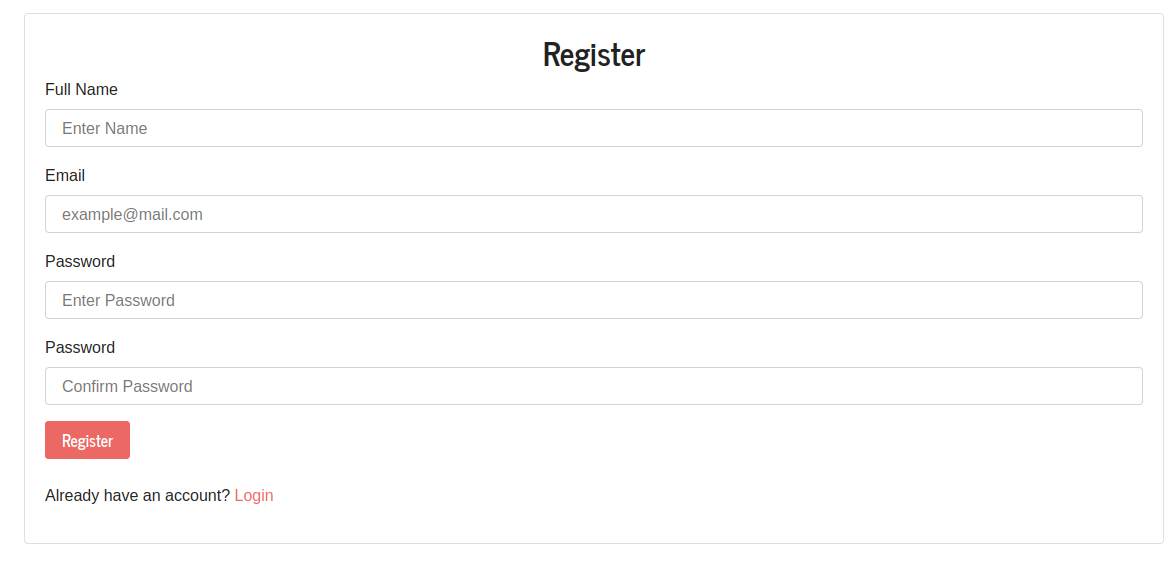 Register
Full Name
Enter Name
Email
example@mail.com
Password
Enter Password
Password
Confirm Password
Register
Already have an account? Login